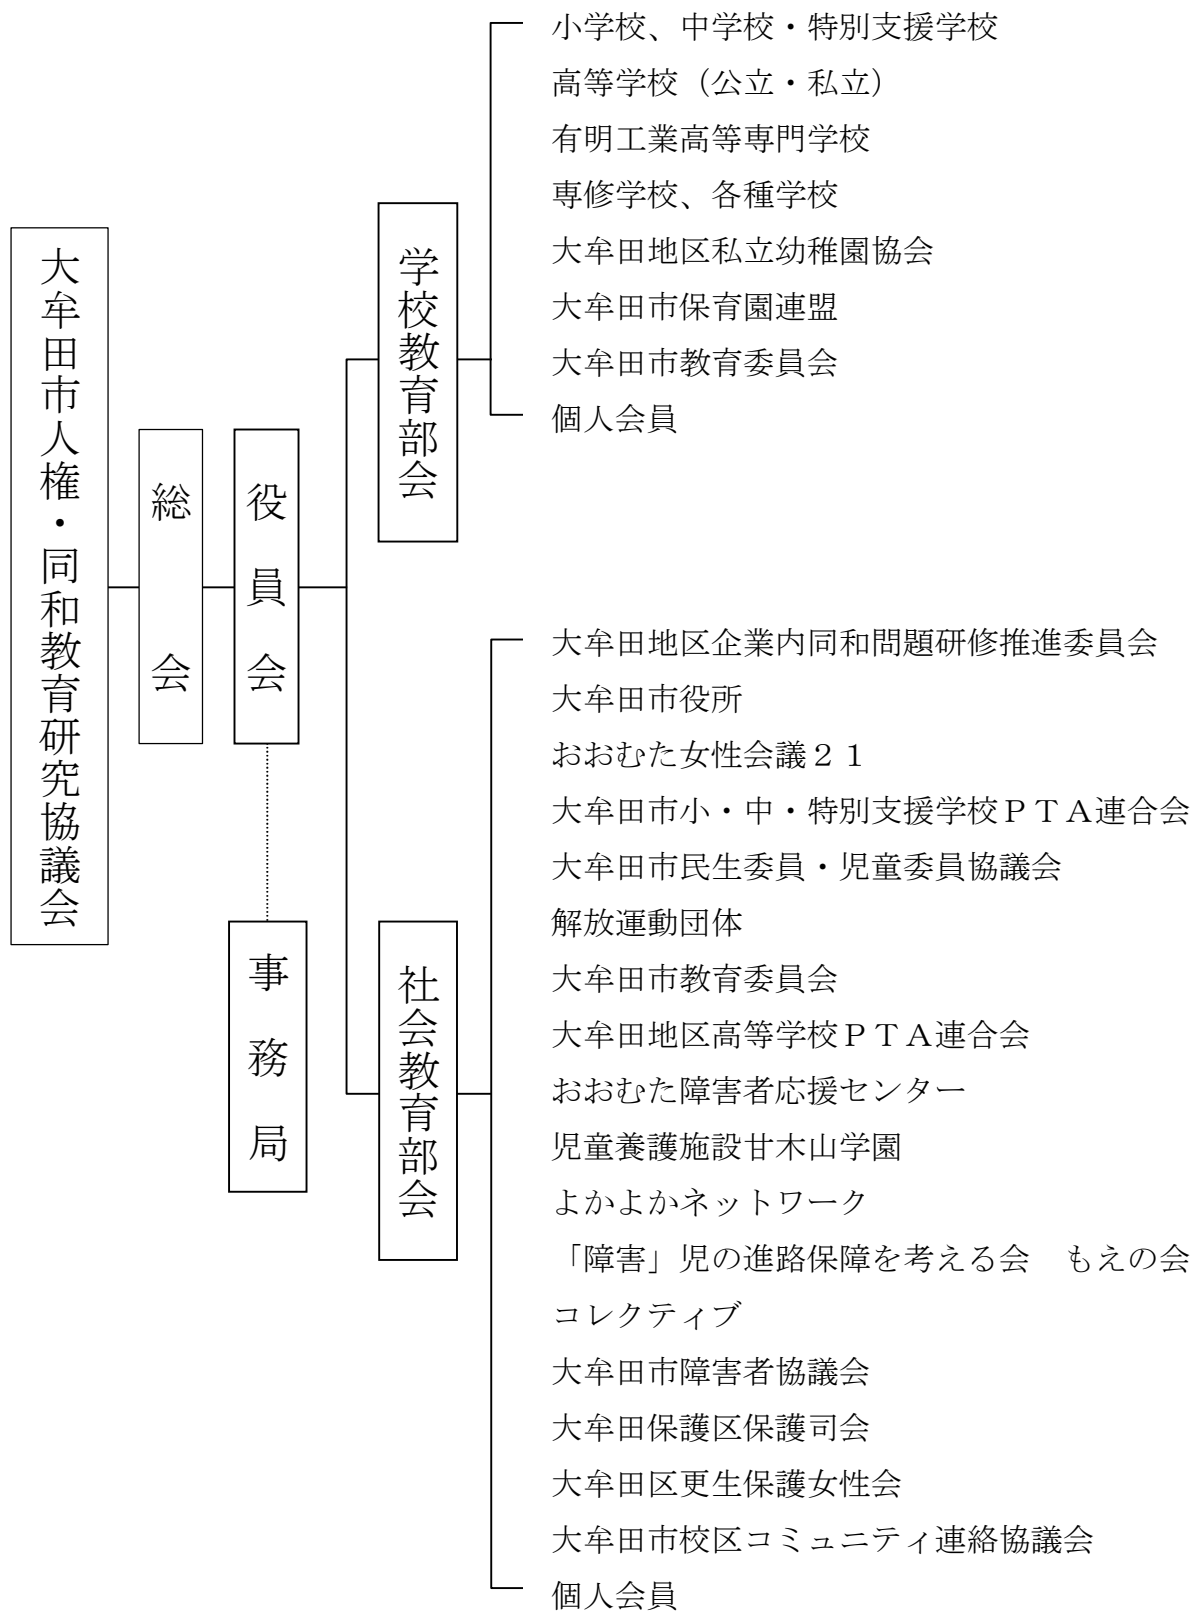 大牟田市人権・同和教育研究協議会
総会
役員会
事務局
学校教育部会
小学校、中学校・特別支援学校
高等学校（公立・私立）
有明工業高等専門学校
専修学校、各種学校
大牟田地区私立幼稚園協会
大牟田市保育園連盟
大牟田市教育委員会
個人会員
社会教育部会
大牟田地区企業内同和問題研修推進委員会
大牟田市役所
おおむた女性会議２１
大牟田市小・中・特別支援学校ＰＴＡ連合会
大牟田市民生委員・児童委員協議会
解放運動団体
大牟田市教育委員会
大牟田地区高等学校ＰＴＡ連合会
おおむた障害者応援センター
児童養護施設甘木山学園
よかよかネットワーク
「障害」児の進路保障を考える会　もえの会
コレクティブ
大牟田市障害者協議会
大牟田保護区保護司会
大牟田区更生保護女性会
大牟田市校区コミュニティ連絡協議会
個人会員